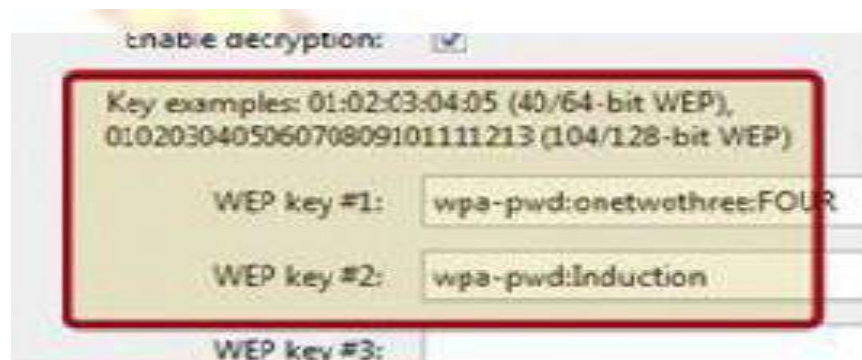 Enable decryption:
Key examples: 01:02:03:04:05 (40/64-bit WEP),
010203040506070809101111213 (104/128-bit WEP)
WEP key #1: wpa-pwd:onetwothree:FOUR
WEP key #2: wpa-pwd:Induction
WEP key #3: